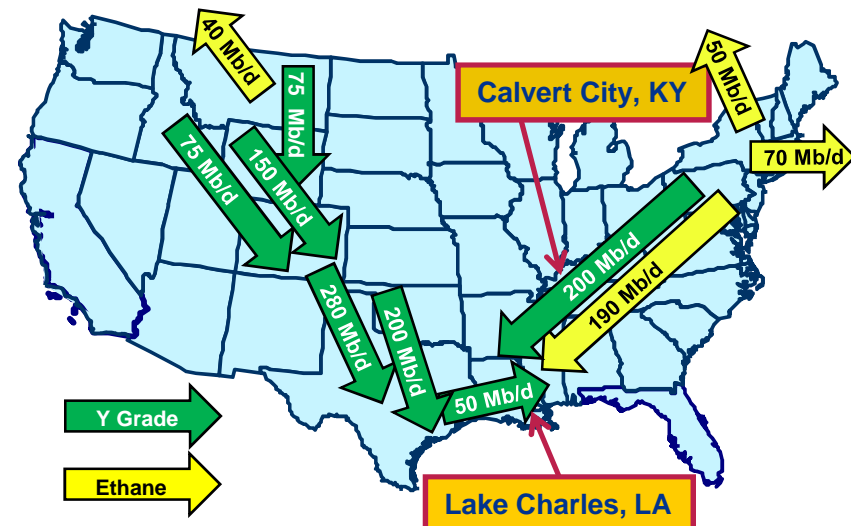 40 Mb/d
75 Mb/d
50 Mb/d
Calvert City, KY
70 Mb/d
75 Mb/d
150 Mb/d
200 Mb/d
190 Mb/d
280 Mb/d
200 Mb/d
50 Mb/d
Y Grade
Ethane
Lake Charles, LA